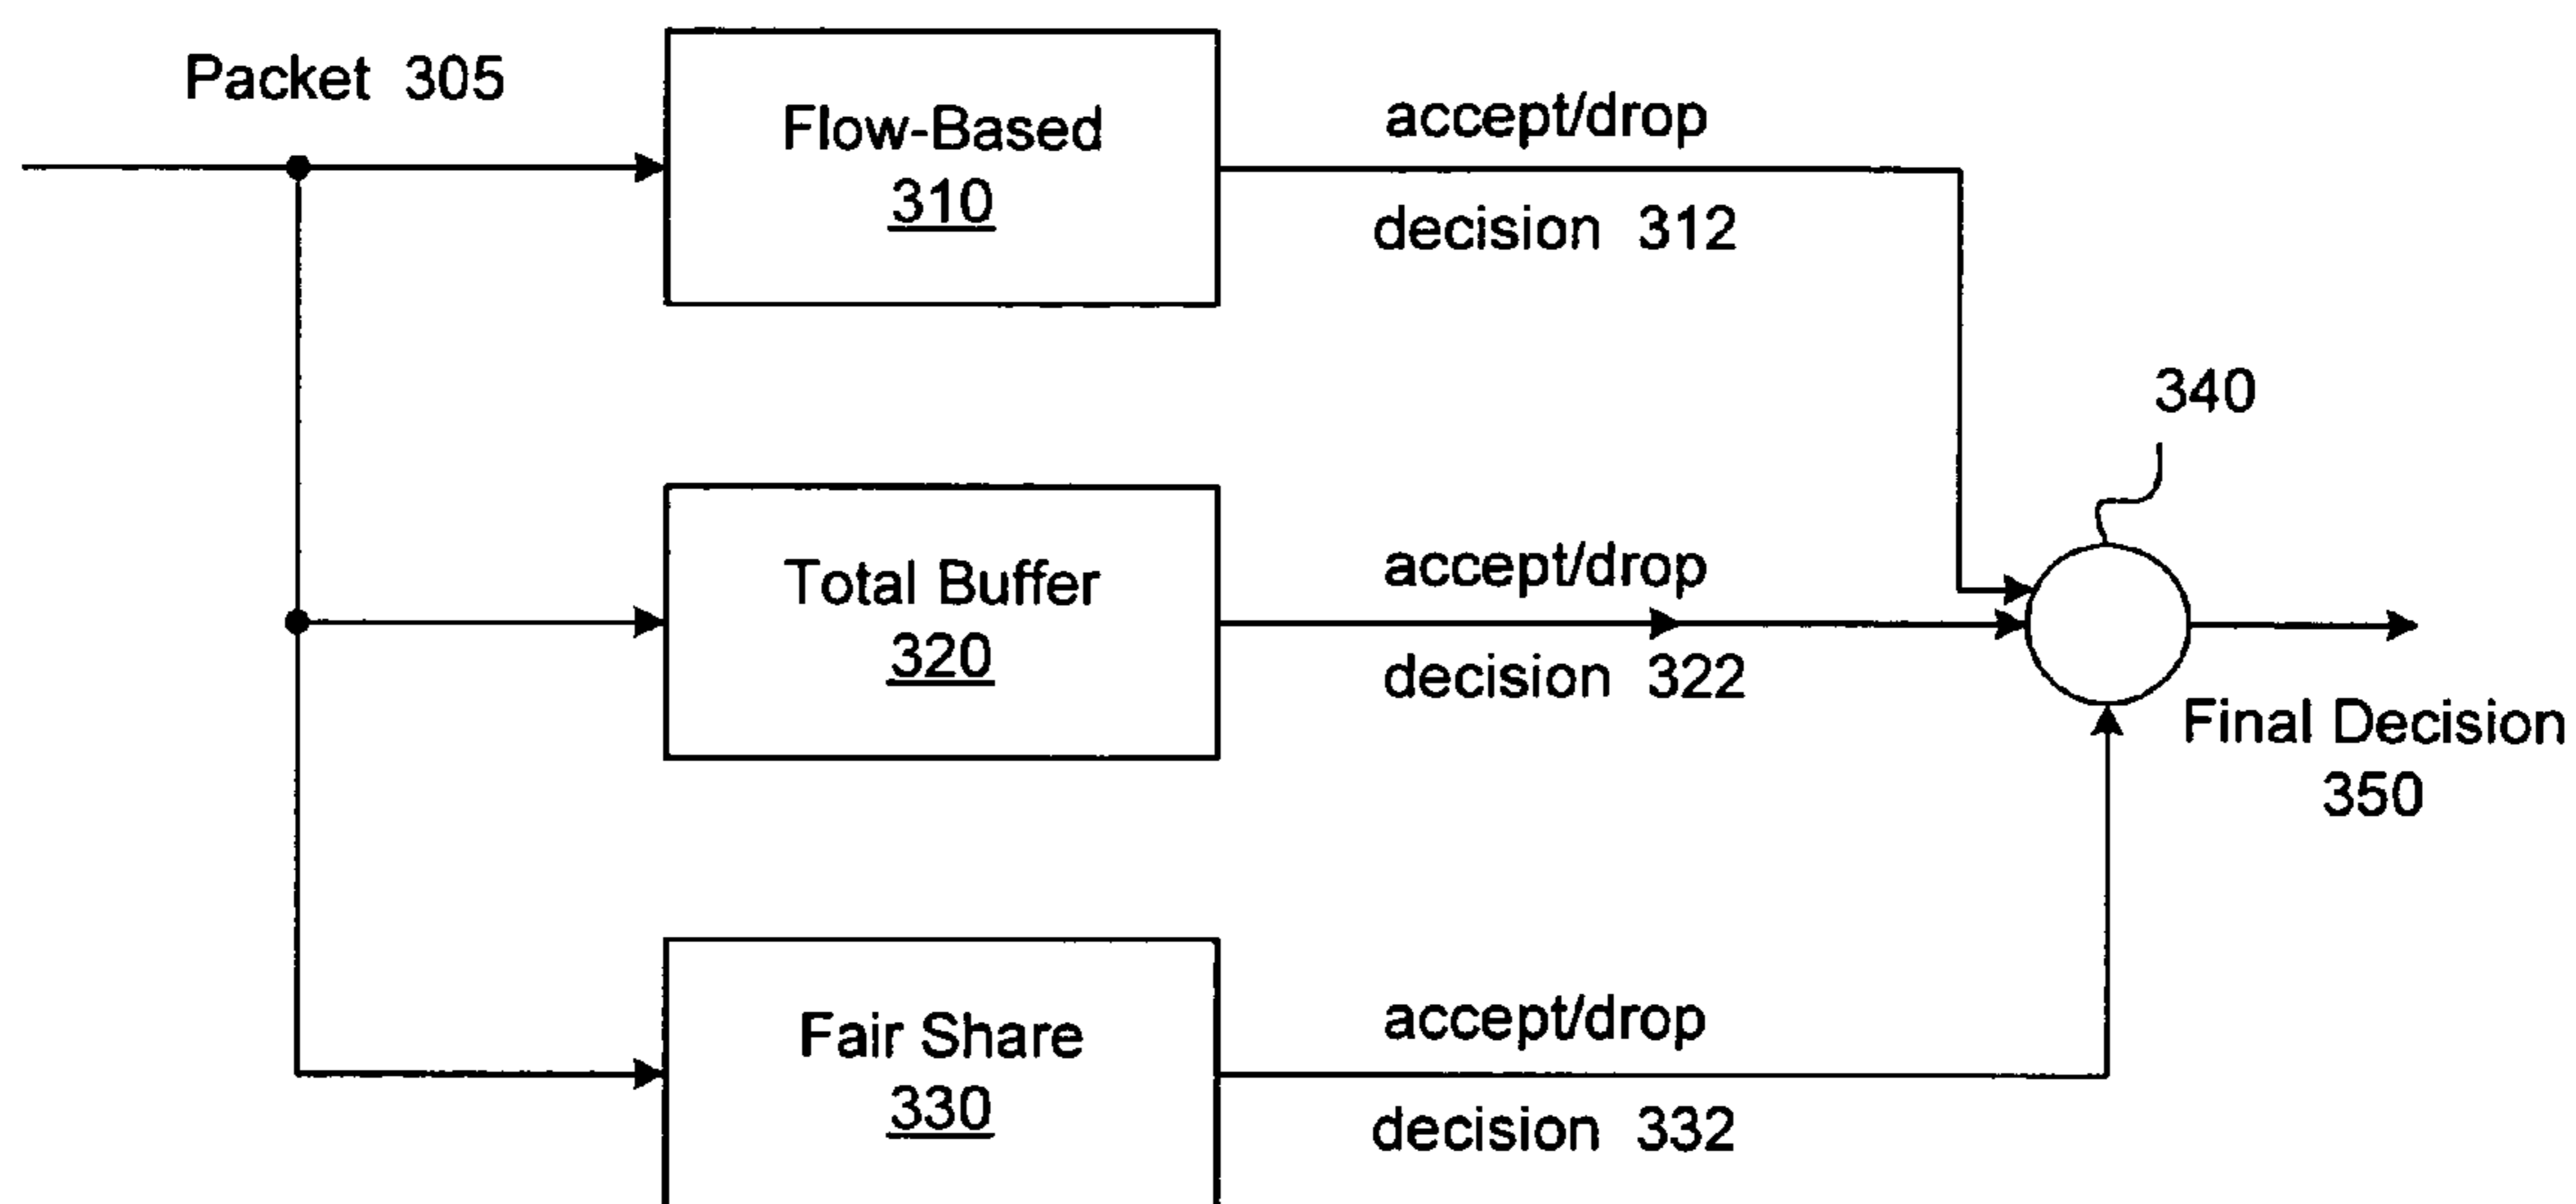 Packet 305
Flow-Based
310
accept/drop
decision 312
340
Total Buffer
320
accept/drop
decision 322
Final Decision
350
Fair Share
330
accept/drop
decision 332